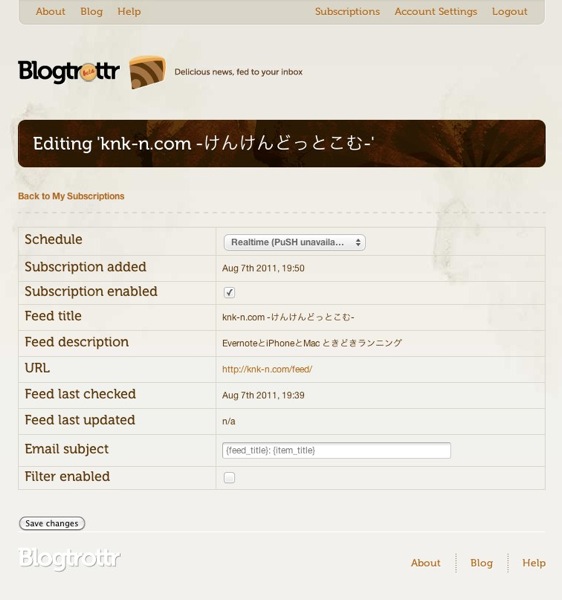 About Blog Help Subscriptions Account Settings Logout
Blogtrottr Delicious news, fed to your inbox
Editing 'knk-n.com -けんけんどっとこむ-'
Back to My Subscriptions
Schedule Realtime (PuSH unavaila…
Subscription added Aug 7th 2011, 19:50
Subscription enabled
Feed title knk-n.com -けんけんどっとこむ-
Feed description EvernoteとiPhoneとMac ときどきランニング
URL http://knk-n.com/feed/
Feed last checked Aug 7th 2011, 19:39
Feed last updated n/a
Email subject {feed_title}: {item_title}
Filter enabled
Save changes
Blogtrottr About Blog Help